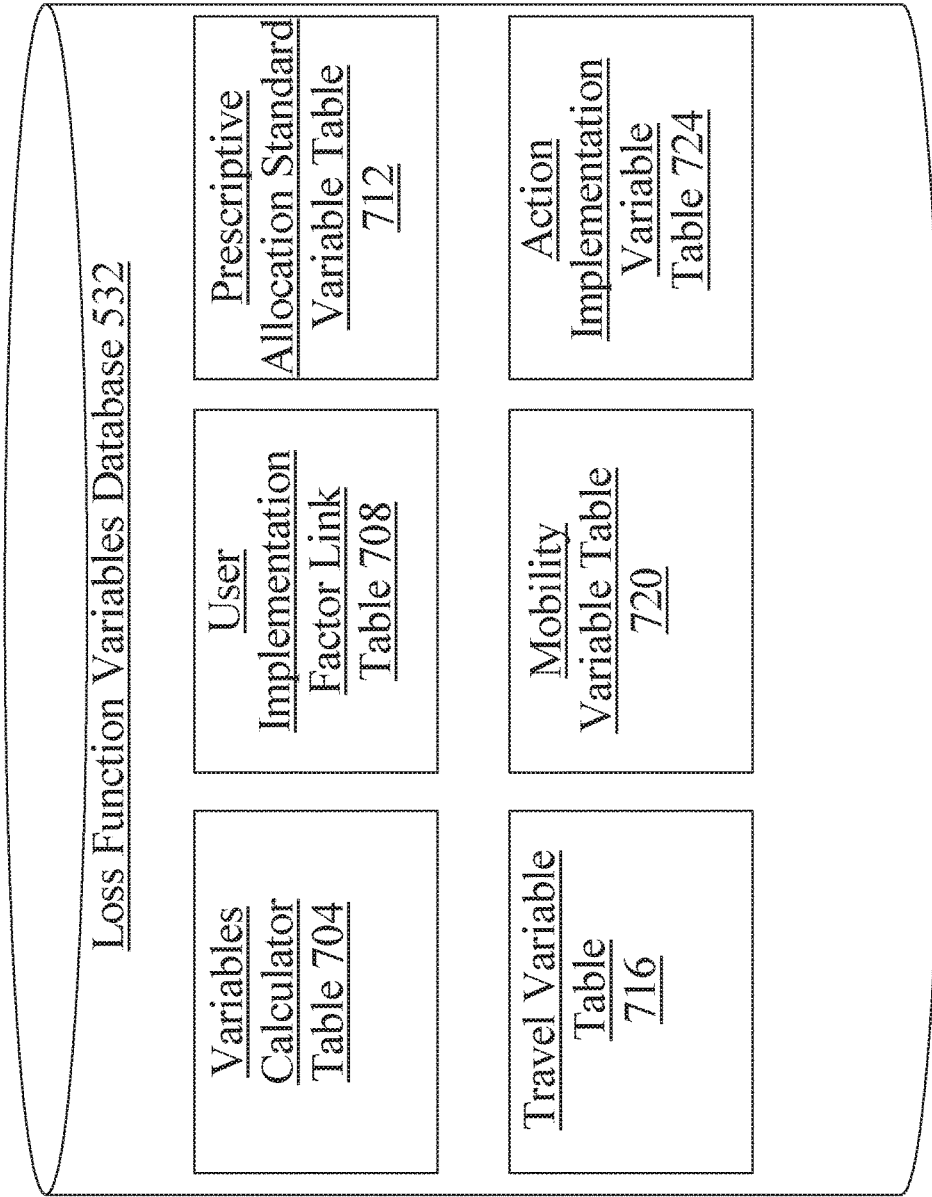 Loss Function Variables Database 532
Variables
Calculator
Table 704
User
Implementation
Factor Link
Table 708
Prescriptive
Allocation Standard
Variable Table
712
Travel Variable
Table
716
Mobility
Variable Table
720
Action
Implementation
Variable
Table 724